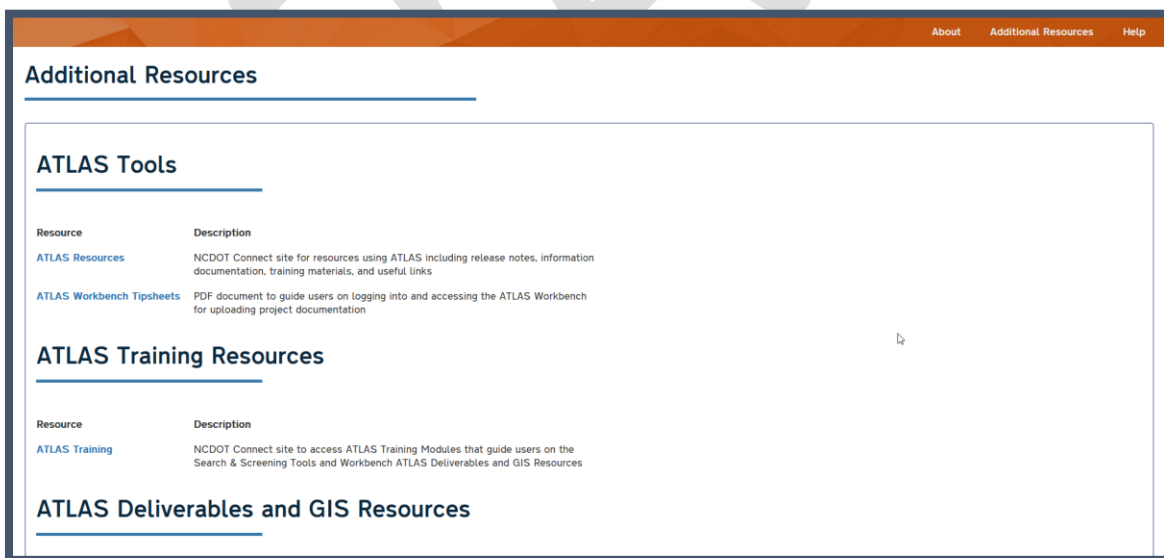 About Additional Resources Help
Additional Resources
ATLAS Tools
Resource Description
ATLAS Resources NCDOT Connect site for resources using ATLAS including release notes, information
documentation, training materials, and useful links
ATLAS Workbench Tipsheets PDF document to guide users on logging into and accessing the ATLAS Workbench
for uploading project documentation
ATLAS Training Resources
Resource Description
ATLAS Training NCDOT Connect site to access ATLAS Training Modules that guide users on the
Search & Screening Tools and Workbench ATLAS Deliverables and GIS Resources
ATLAS Deliverables and GIS Resources